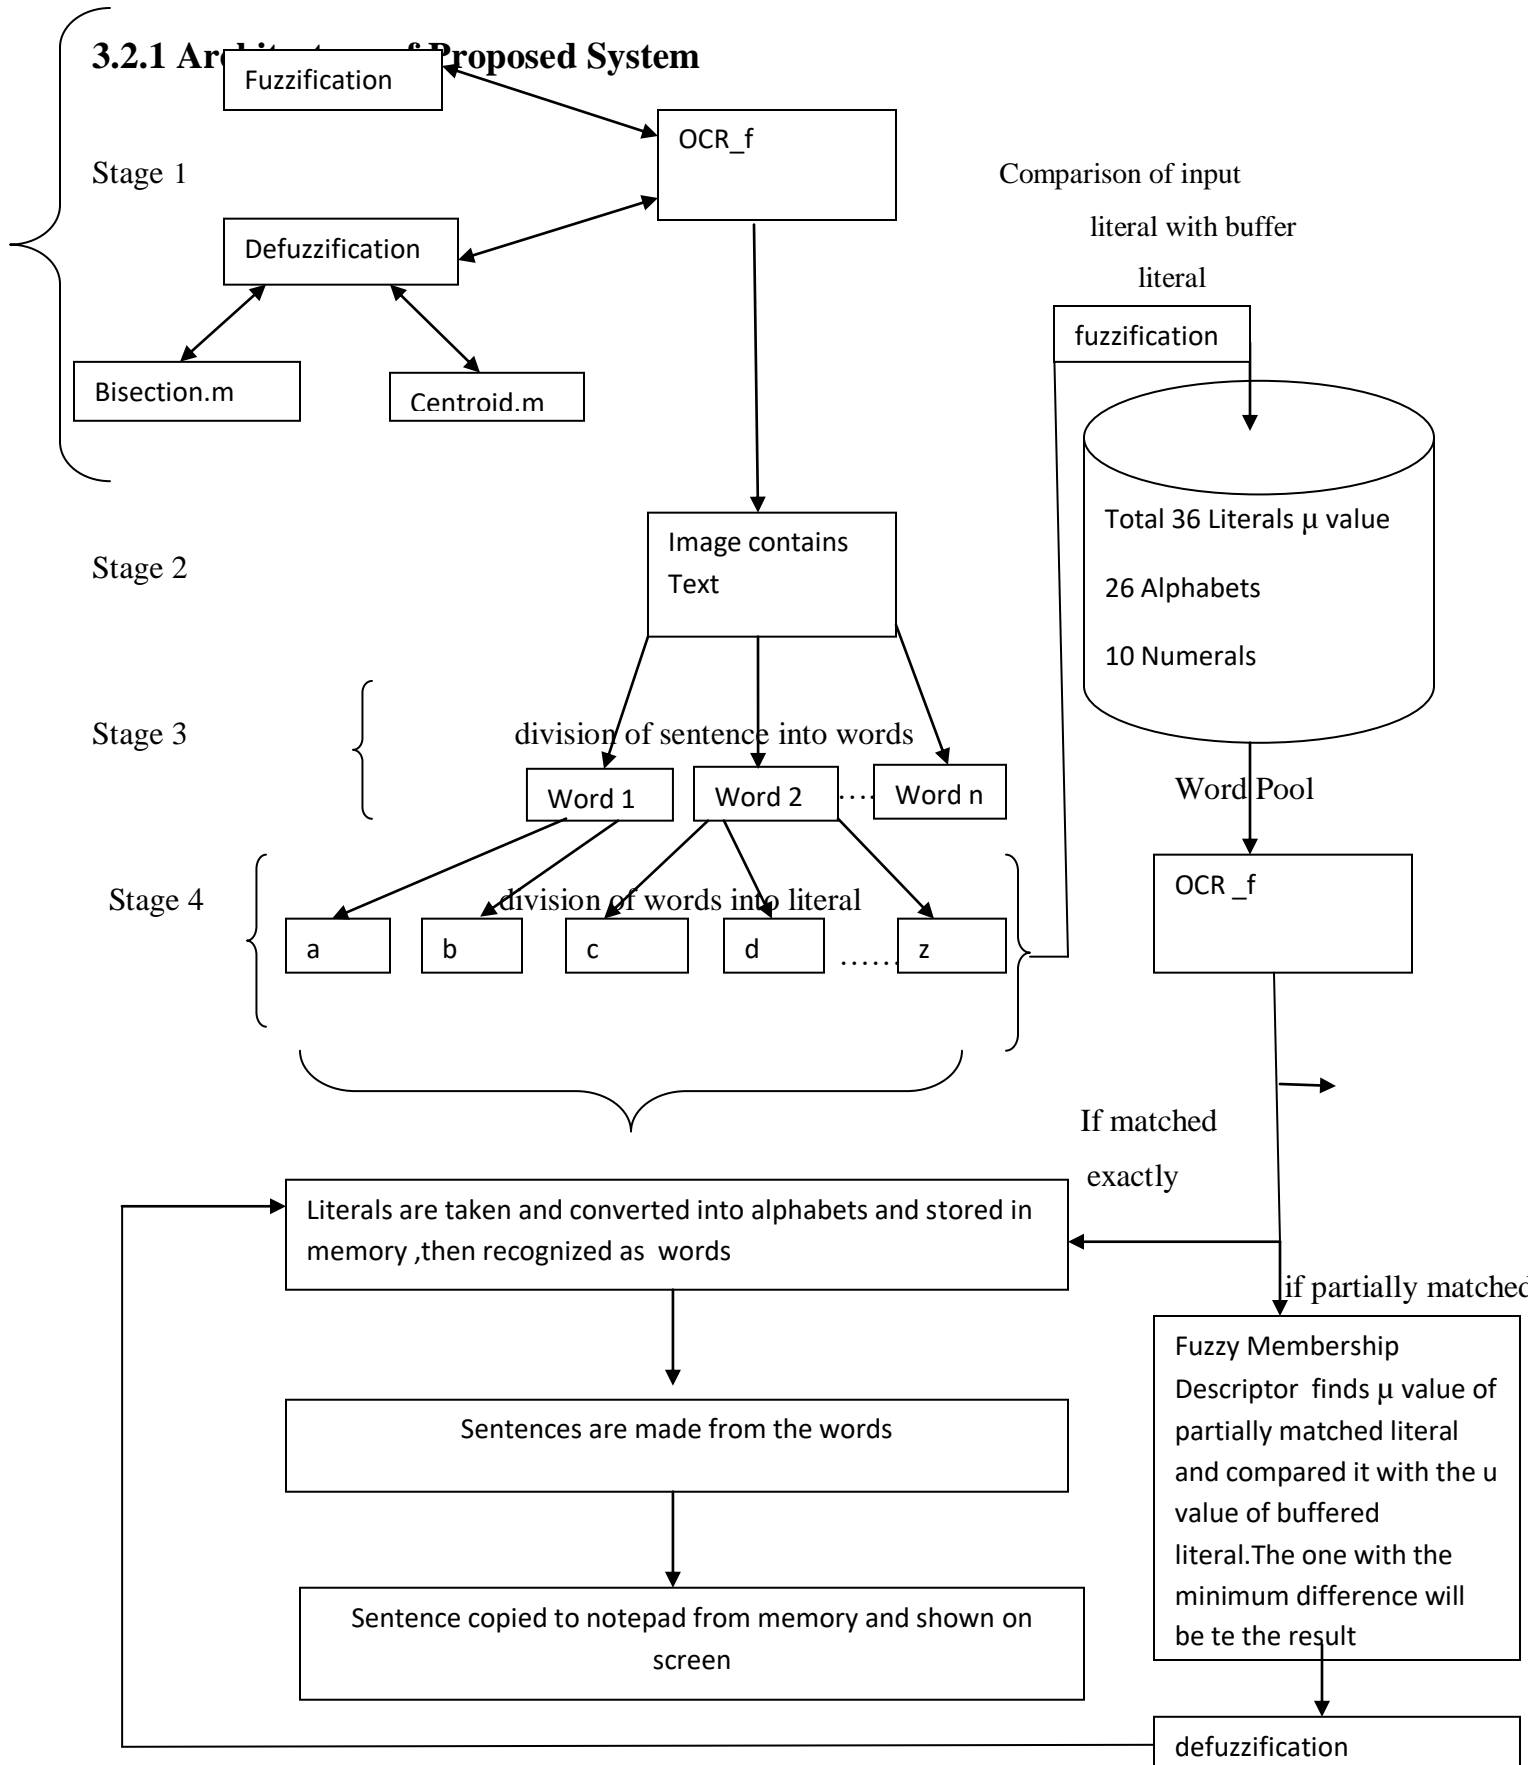 3.2.1 Proposed System
Fuzzification
OCR_f
Stage 1
Comparison of input
literal with buffer
literal
Defuzzification
fuzzification
Bisection.m
Centroid.m
Total 36 Literals µ value
26 Alphabets
10 Numerals
Stage 2
Image contains
Text
Stage 3
division of sentence into words
Word 1
Word 2
....
Word n
Word Pool
Stage 4
division of words into literal
OCR _f
a
b
c
d
......
z
If matched
exactly
Literals are taken and converted into alphabets and stored in
memory ,then recognized as words
if partially matched
Sentences are made from the words
Fuzzy Membership
Descriptor finds µ value of
partially matched literal
and compared it with the u
value of buffered
literal.The one with the
minimum difference will
be te the result
Sentence copied to notepad from memory and shown on
screen
defuzzification